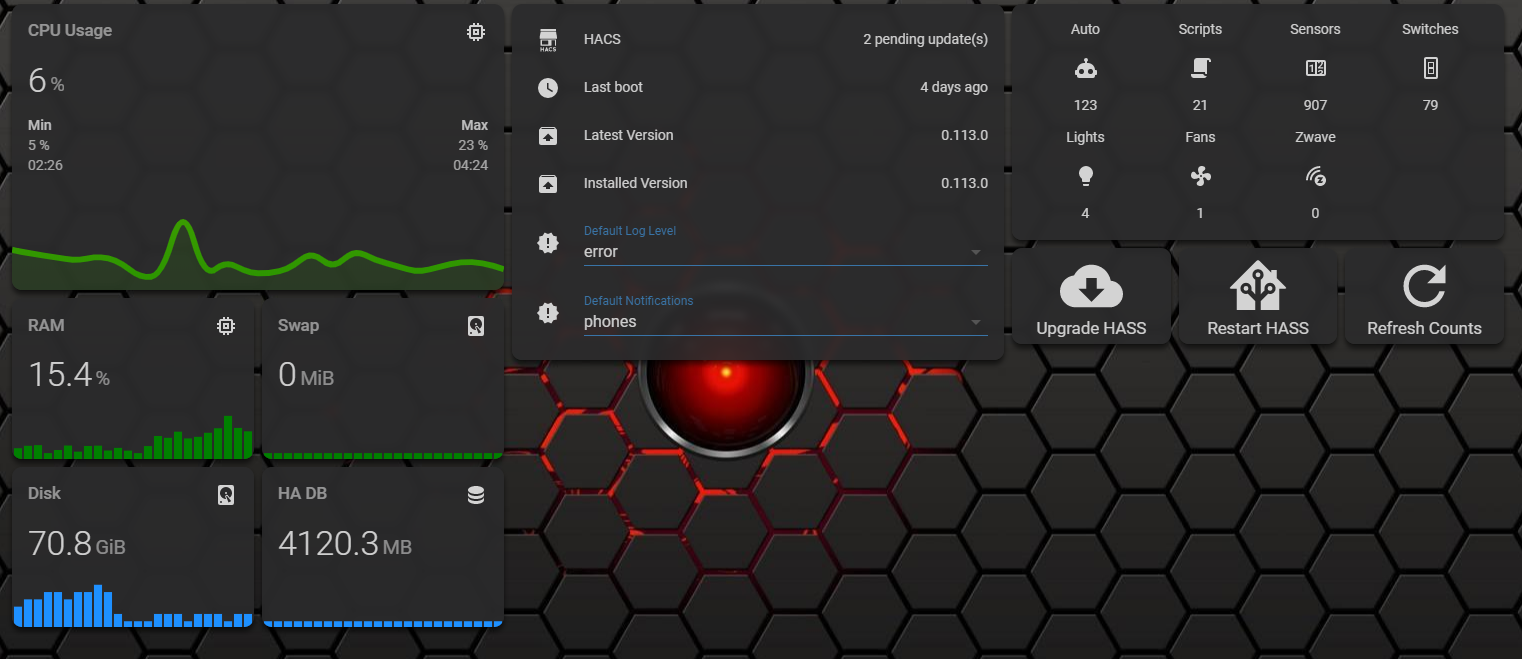 CPU Usage
6 %
Min
Max
5 %
23 %
02:26
04:24
RAM
15.4 %
Swap
0 MiB
Disk
70.8 GiB
HA DB
4120.3 MB
HACS
HACS
2 pending update(s)
Last boot
4 days ago
Latest Version
0.113.0
Installed Version
0.113.0
Default Log Level
error
Default Notifications
phones
Auto
Scripts
Sensors
Switches
123
21
907
79
Lights
Fans
Zwave
4
1
0
Upgrade HASS
Restart HASS
Refresh Counts